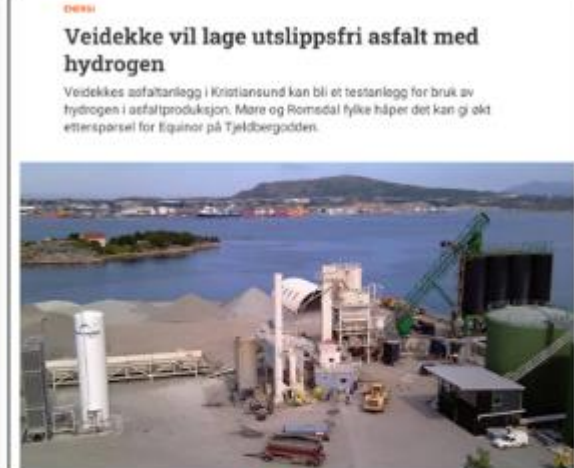 ENERGI
Veidekke vil lage utslippsfri asfalt med
hydrogen
Veidekkes asfaltanlegg i Kristiansund kan bli et testanlegg for bruk av
hydrogen i asfaltproduksjon. Møre og Romsdal fylke håper det kan gi økt
etterspørsel for Equinor på Tjeldbergodden.